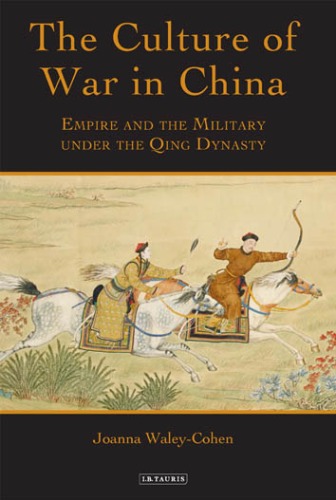 The Culture of
War in China
Empire and the Military
under the Qing Dynasty
Joanna Waley-Cohen
I.B.TAURIS